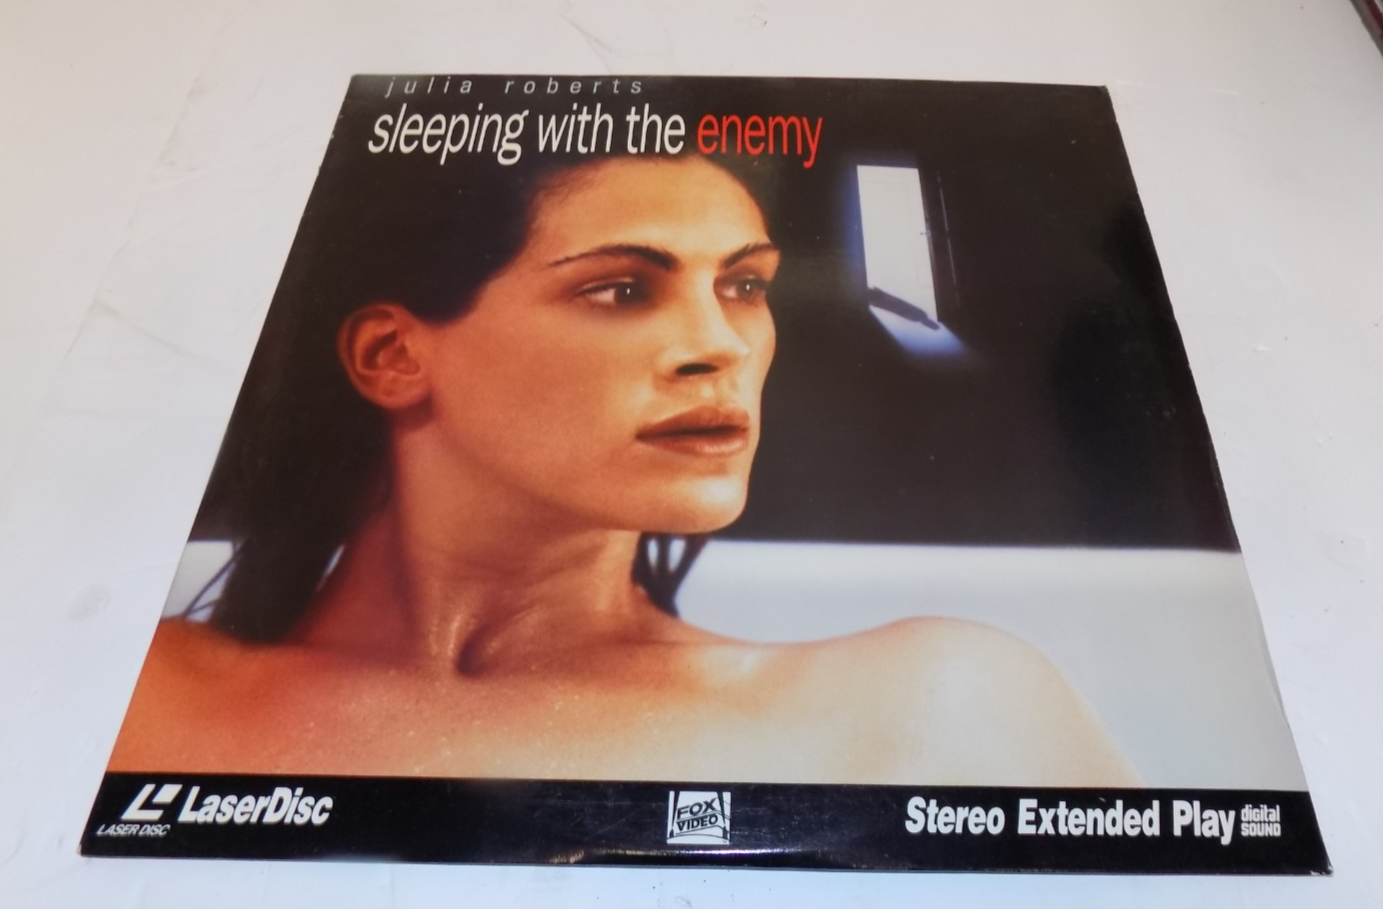 julia roberts
sleeping with the enemy
LaserDisc
LASER DISC
FOX
VIDEO
Stereo Extended Play
digital
SOUND